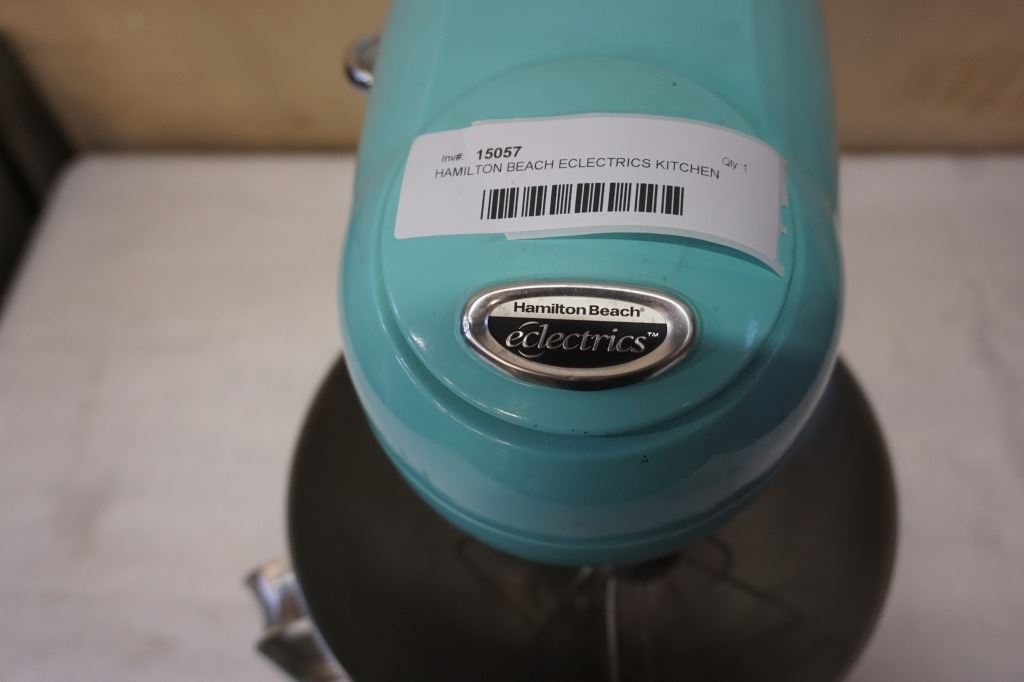 Inv#: 15057 Qty 1
HAMILTON BEACH ECLECTRICS KITCHEN
Hamilton Beach®
eclectrics™